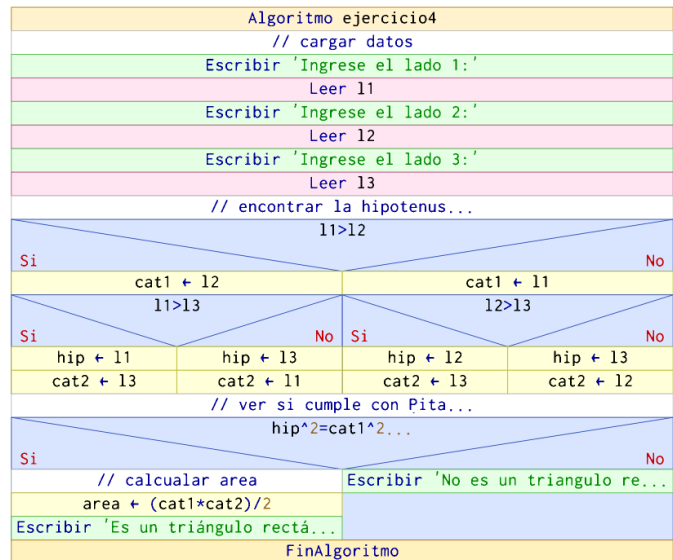 Algoritmo ejercicio4
// cargar datos
Escribir 'Ingrese el lado 1:'
Leer l1
Escribir 'Ingrese el lado 2:'
Leer l2
Escribir 'Ingrese el lado 3:'
Leer l3
// encontrar la hipotenus...
l1>l2
Si No
cat1 ← l2 cat1 ← l1
l1>l3 l2>l3
Si No Si No
hip ← l1 hip ← l3 hip ← l2 hip ← l3
cat2 ← l3 cat2 ← l1 cat2 ← l3 cat2 ← l2
// ver si cumple con Pita...
hip^2=cat1^2...
Si No
// calcualar area Escribir 'No es un triangulo re...
area ← (cat1*cat2)/2
Escribir 'Es un triángulo rectá...
FinAlgoritmo